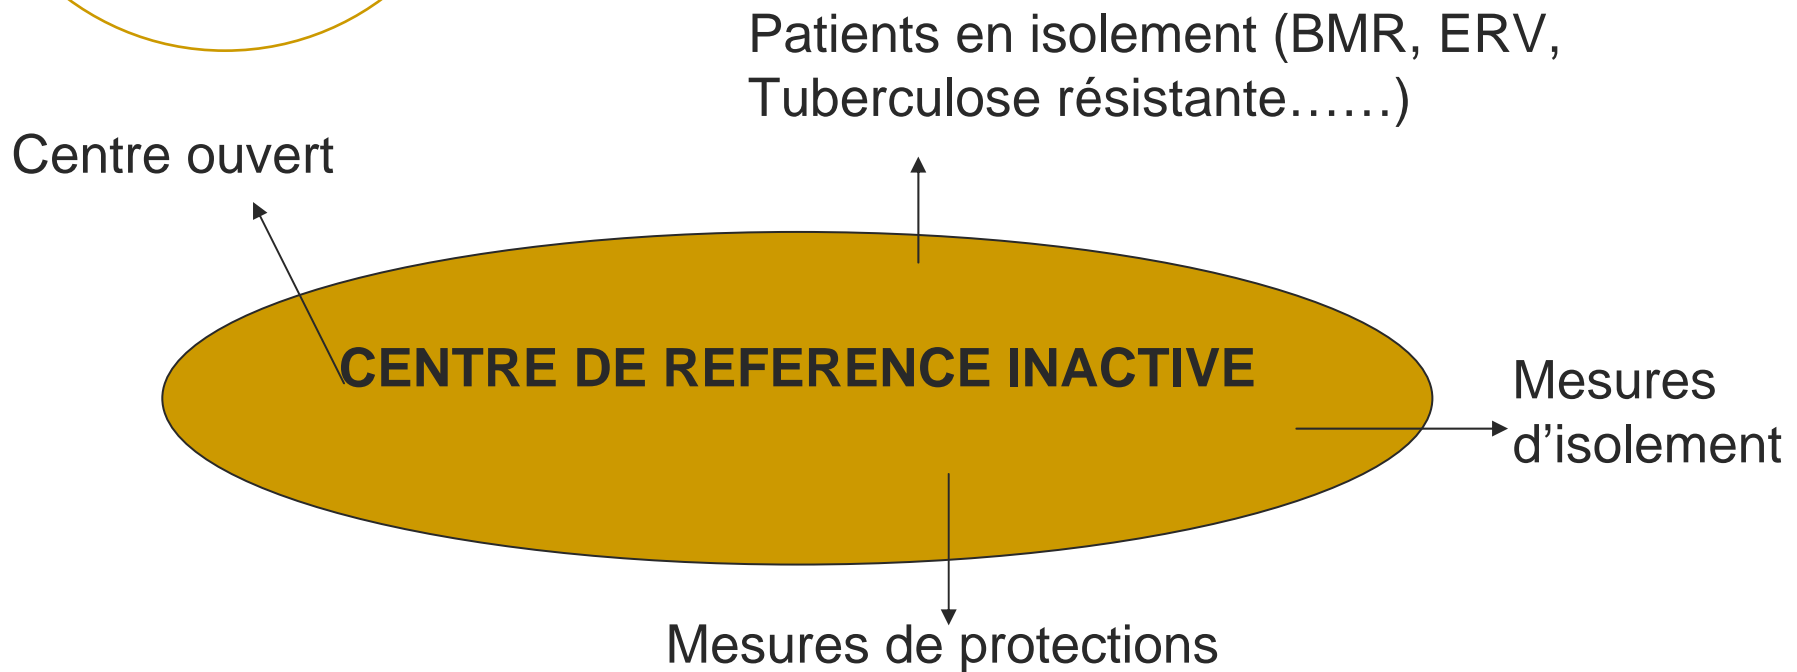 Patients en isolement (BMR, ERV,
Tuberculose résistante……)
Centre ouvert
CENTRE DE REFERENCE INACTIVE
Mesures
d’isolement
Mesures de protections